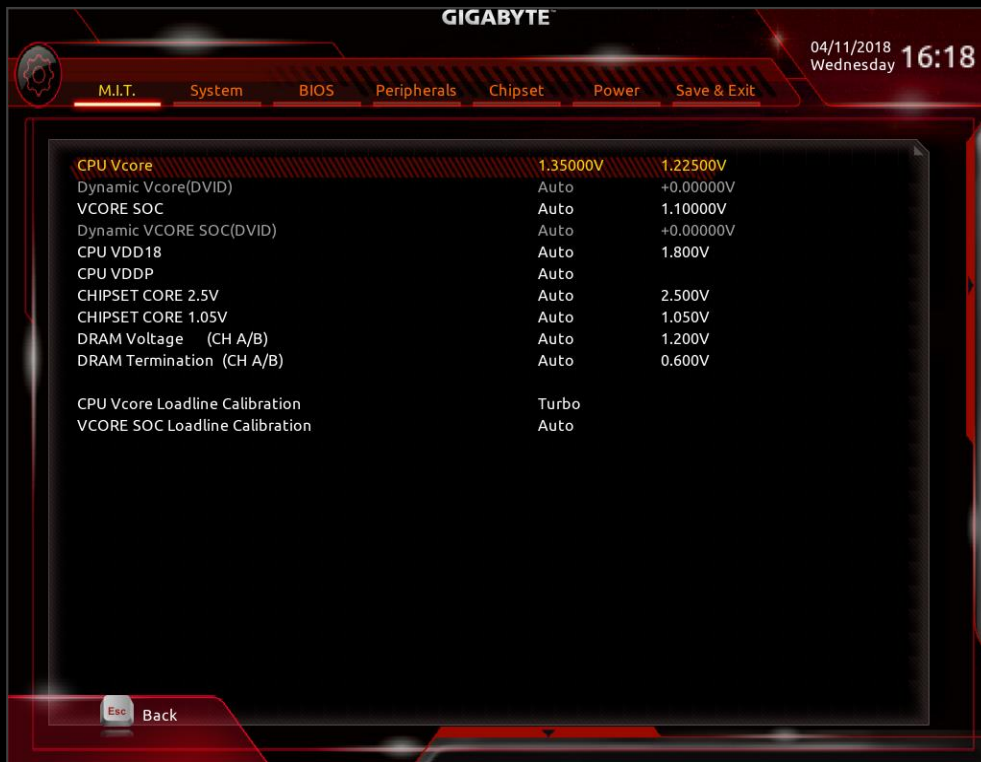 GIGABYTE™
04/11/2018
Wednesday 16:18
M.I.T. System BIOS Peripherals Chipset Power Save & Exit
CPU Vcore 1.35000V 1.22500V
Dynamic Vcore(DVID) Auto +0.00000V
VCORE SOC Auto 1.10000V
Dynamic VCORE SOC(DVID) Auto +0.00000V
CPU VDD18 Auto 1.800V
CPU VDDP Auto
CHIPSET CORE 2.5V Auto 2.500V
CHIPSET CORE 1.05V Auto 1.050V
DRAM Voltage (CH A/B) Auto 1.200V
DRAM Termination (CH A/B) Auto 0.600V
CPU Vcore Loadline Calibration Turbo
VCORE SOC Loadline Calibration Auto
Esc Back